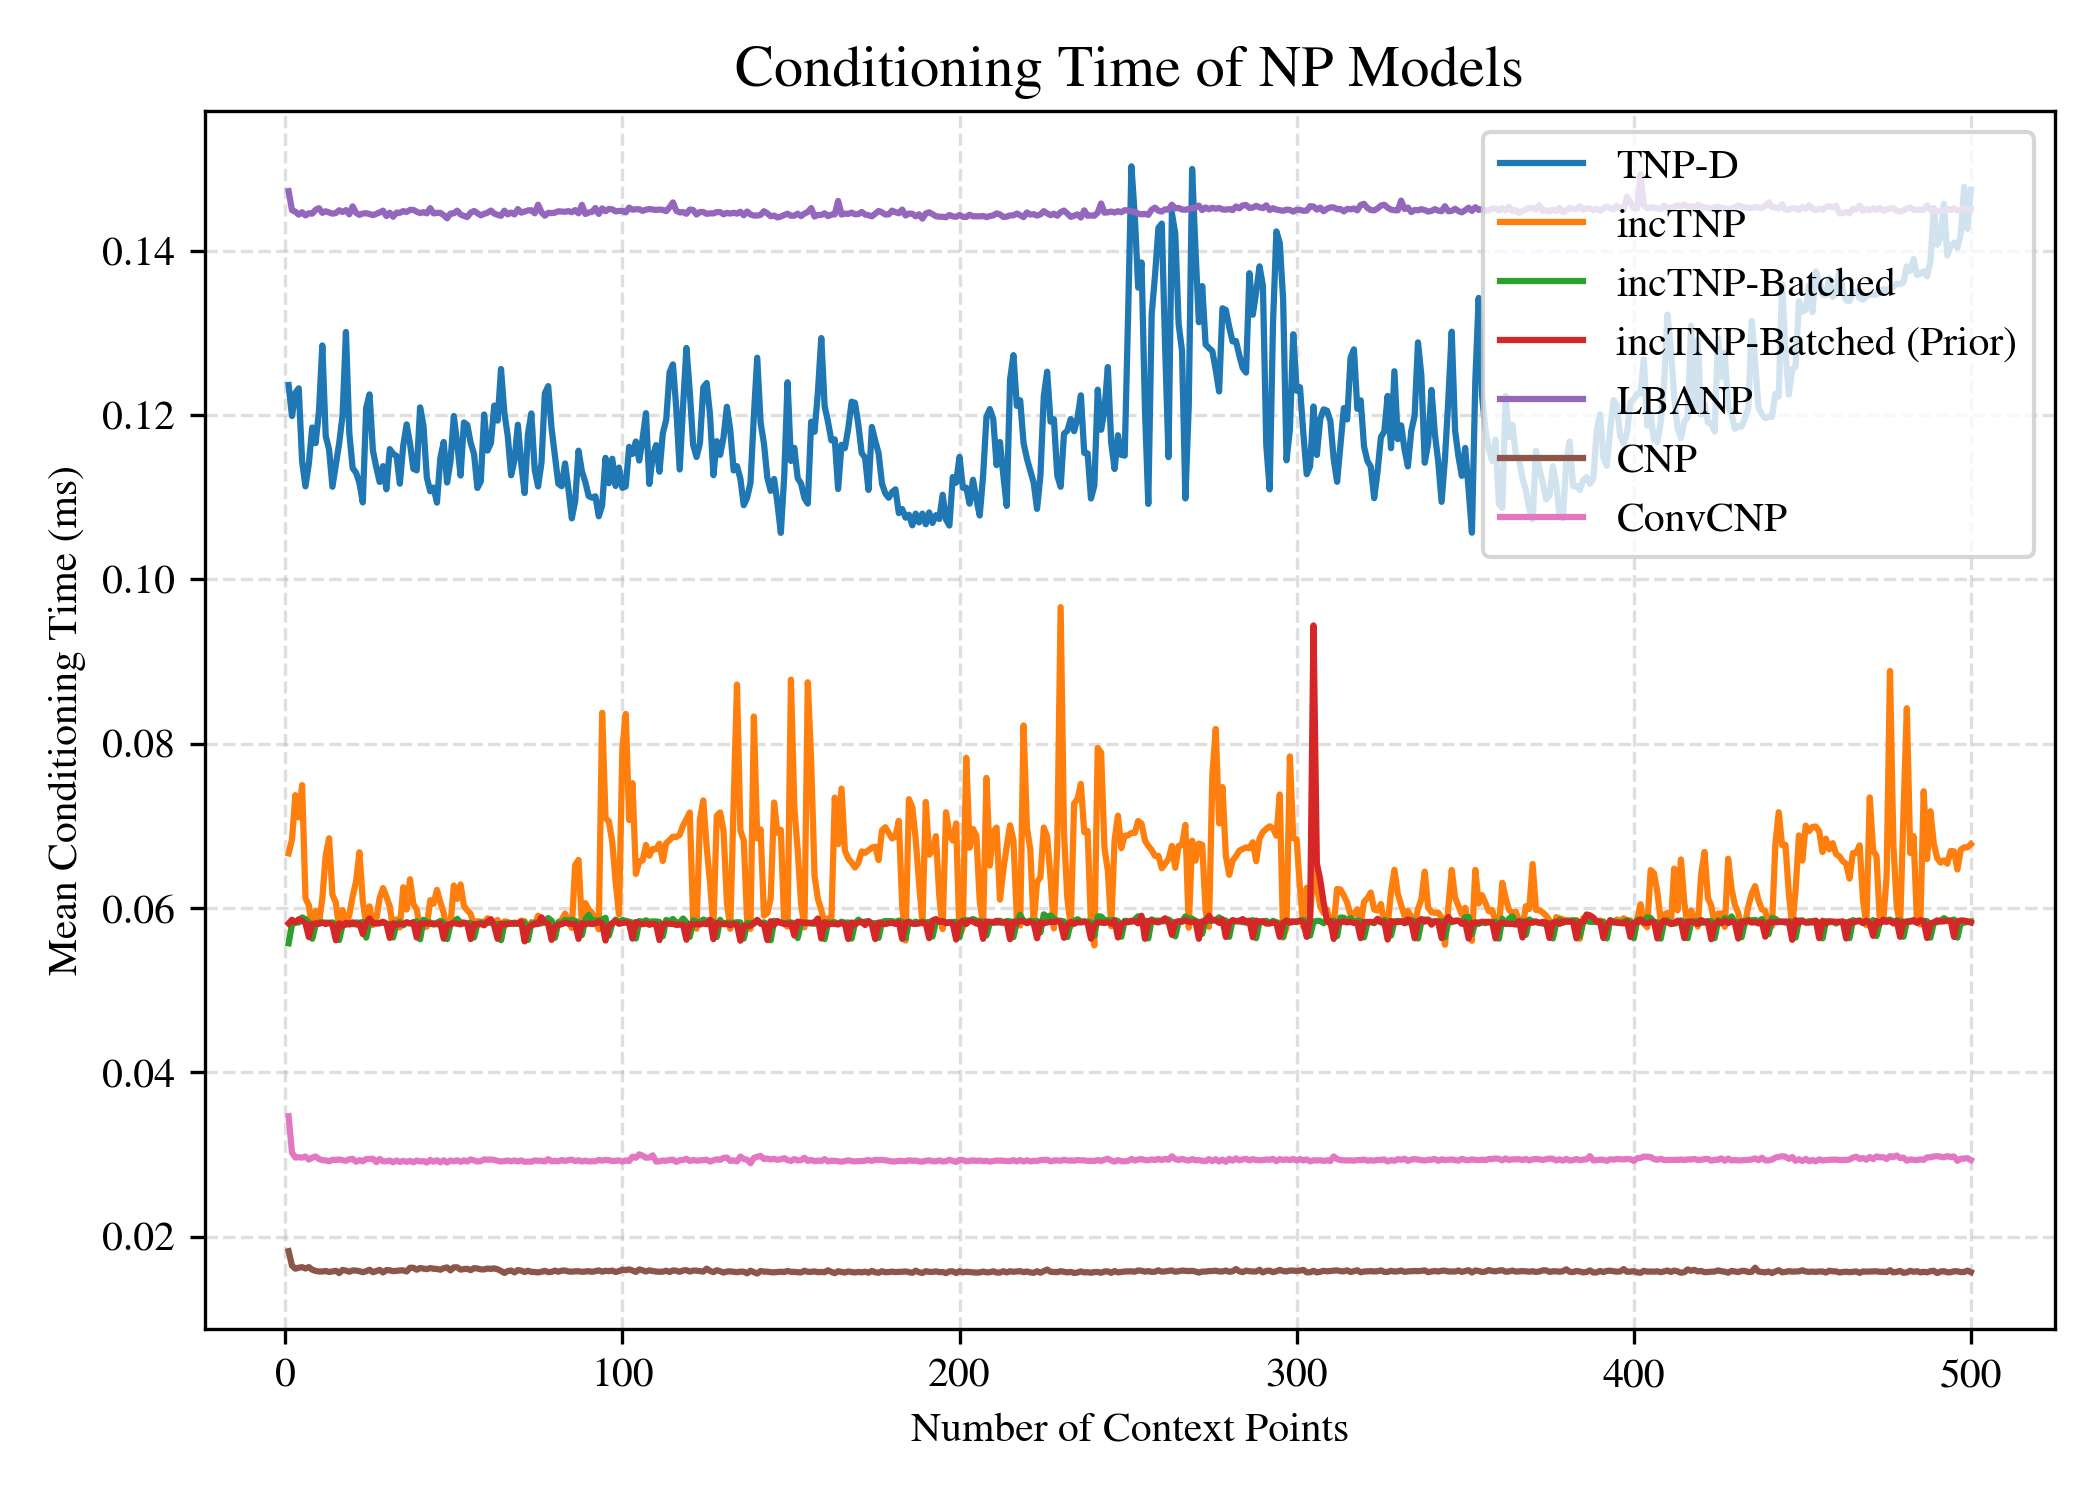 Conditioning Time of NP Models
Mean Conditioning Time (ms)
0.14
0.12
0.10
0.08
0.06
0.04
0.02
0
100
200
300
400
500
Number of Context Points
TNP-D
incTNP
incTNP-Batched
incTNP-Batched (Prior)
LBANP
CNP
ConvCNP